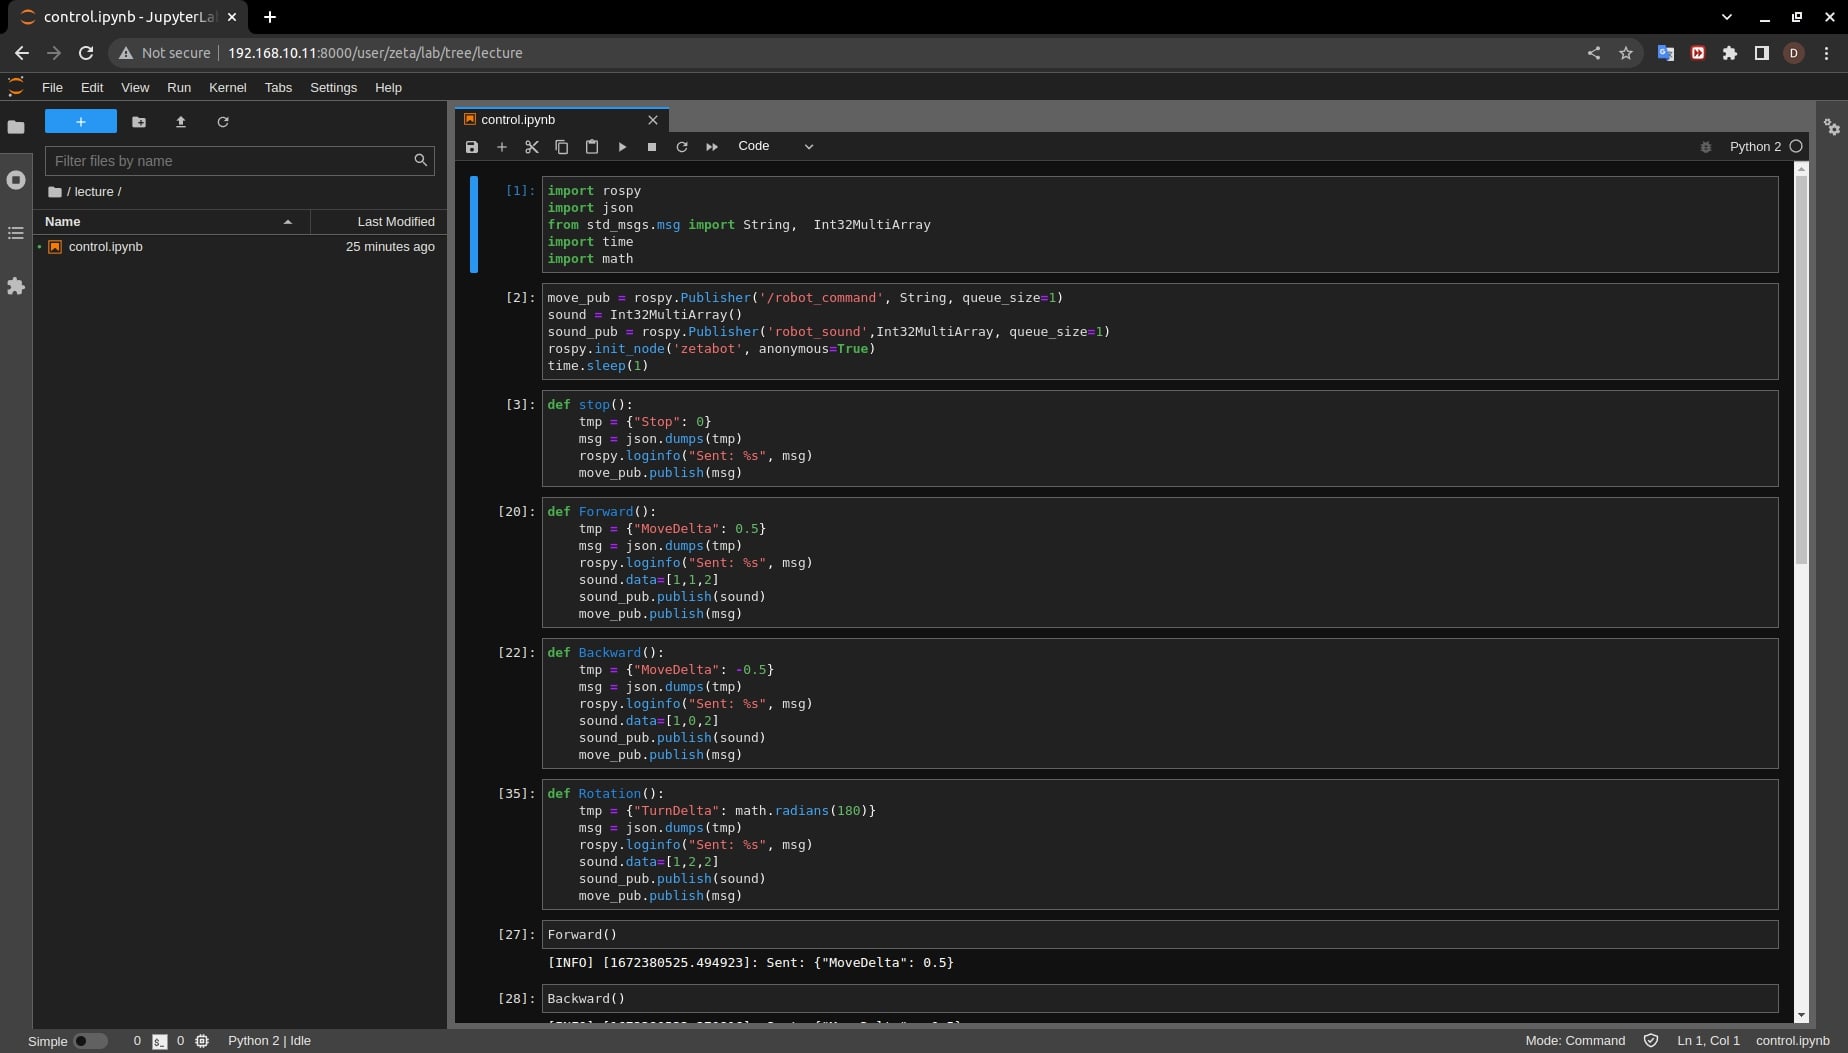 control.ipynb - JupyterLa
Not secure
192.168.10.11:8000/user/zeta/lab/tree/lecture
D
File Edit View Run Kernel Tabs Settings Help
Filter files by name
/ lecture /
Name Last Modified
control.ipynb 25 minutes ago
control.ipynb
Code
Python 2
[1]: import rospy
import json
from std_msgs.msg import String,  Int32MultiArray
import time
import math
[2]: move_pub = rospy.Publisher('/robot_command', String, queue_size=1)
sound = Int32MultiArray()
sound_pub = rospy.Publisher('robot_sound',Int32MultiArray, queue_size=1)
rospy.init_node('zetabot', anonymous=True)
time.sleep(1)
[3]: def stop():
    tmp = {"Stop": 0}
    msg = json.dumps(tmp)
    rospy.loginfo("Sent: %s", msg)
    move_pub.publish(msg)
[20]: def Forward():
    tmp = {"MoveDelta": 0.5}
    msg = json.dumps(tmp)
    rospy.loginfo("Sent: %s", msg)
    sound.data=[1,1,2]
    sound_pub.publish(sound)
    move_pub.publish(msg)
[22]: def Backward():
    tmp = {"MoveDelta": -0.5}
    msg = json.dumps(tmp)
    rospy.loginfo("Sent: %s", msg)
    sound.data=[1,0,2]
    sound_pub.publish(sound)
    move_pub.publish(msg)
[35]: def Rotation():
    tmp = {"TurnDelta": math.radians(180)}
    msg = json.dumps(tmp)
    rospy.loginfo("Sent: %s", msg)
    sound.data=[1,2,2]
    sound_pub.publish(sound)
    move_pub.publish(msg)
[27]: Forward()
[INFO] [1672380525.494923]: Sent: {"MoveDelta": 0.5}
[28]: Backward()
Simple 0 0 Python 2 | Idle
Mode: Command Ln 1, Col 1 control.ipynb